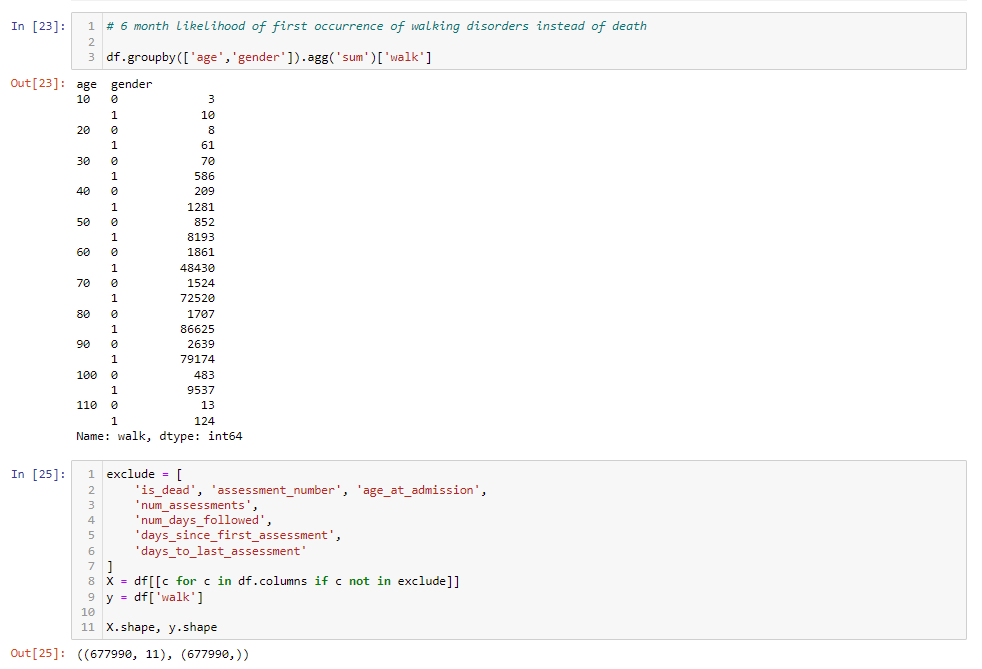 In [23]: 1 # 6 month likelihood of first occurrence of walking disorders instead of death
2
3 df.groupby(['age','gender']).agg('sum')['walk']
Out[23]: age gender
10 0 3
1 10
20 0 8
1 61
30 0 70
1 586
40 0 209
1 1281
50 0 852
1 8193
60 0 1861
1 48430
70 0 1524
1 72520
80 0 1707
1 86625
90 0 2639
1 79174
100 0 483
1 9537
110 0 13
1 124
Name: walk, dtype: int64
In [25]: 1 exclude = [
2 'is_dead', 'assessment_number', 'age_at_admission',
3 'num_assessments',
4 'num_days_followed',
5 'days_since_first_assessment',
6 'days_to_last_assessment'
7 ]
8 X = df[[c for c in df.columns if c not in exclude]]
9 y = df['walk']
10
11 X.shape, y.shape
Out[25]: ((677990, 11), (677990,))